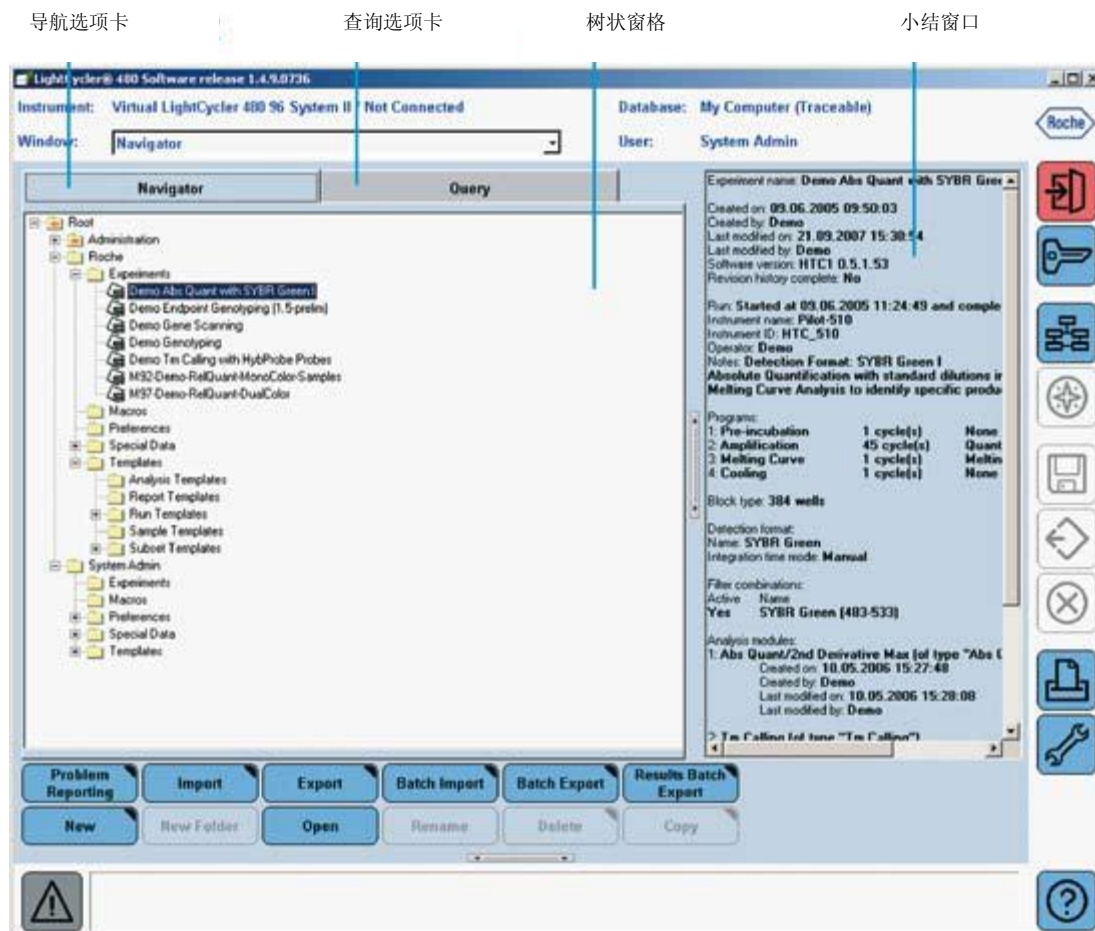 导航选项卡 查询选项卡 树状窗格 小结窗口
LightCycler® 480 Software release 1.4.9.0736
Instrument: Virtual LightCycler 480 96 System II / Not Connected Database: My Computer (Traceable)
Window: Navigator User: System Admin
Roche
Navigator Query
Root
Administration
Roche
Experiments
Demo Abs Quant with SYBR Green I
Demo Endpoint Genotyping (1.5-prelim)
Demo Gene Scanning
Demo Genotyping
Demo Tm Calling with HybProbe Probes
M92-Demo-RelQuant-MonoColor-Samples
M97-Demo-RelQuant-DualColor
Macros
Preferences
Special Data
Templates
Analysis Templates
Report Templates
Run Templates
Sample Templates
Subset Templates
System Admin
Experiments
Macros
Preferences
Special Data
Templates
Experiment name: Demo Abs Quant with SYBR Gree
Created on: 09.06.2005 09:50:03
Created by: Demo
Last modified on: 21.09.2007 15:30:54
Last modified by: Demo
Software version: HTC1 0.5.1.53
Revision history complete: No
Run: Started at 09.06.2005 11:24:49 and comple
Instrument name: Pilot-510
Instrument ID: HTC_510
Operator: Demo
Notes: Detection Format: SYBR Green I
Absolute Quantification with standard dilutions in
Melting Curve Analysis to identify specific produ
Programs:
1: Pre-incubation 1 cycle(s) None
2: Amplification 45 cycle(s) Quant
3: Melting Curve 1 cycle(s) Meltin
4: Cooling 1 cycle(s) None
Block type: 384 wells
Detection format:
Name: SYBR Green
Integration time mode: Manual
Filter combinations:
Active Name
Yes SYBR Green (483-533)
Analysis modules:
1: Abs Quant/2nd Derivative Max (of type "Abs Q
Created on: 10.05.2006 15:27:48
Created by: Demo
Last modified on: 10.05.2006 15:28:08
Last modified by: Demo
2: Tm Calling (of type "Tm Calling")
Problem Reporting Import Export Batch Import Batch Export Results Batch Export
New New Folder Open Rename Delete Copy